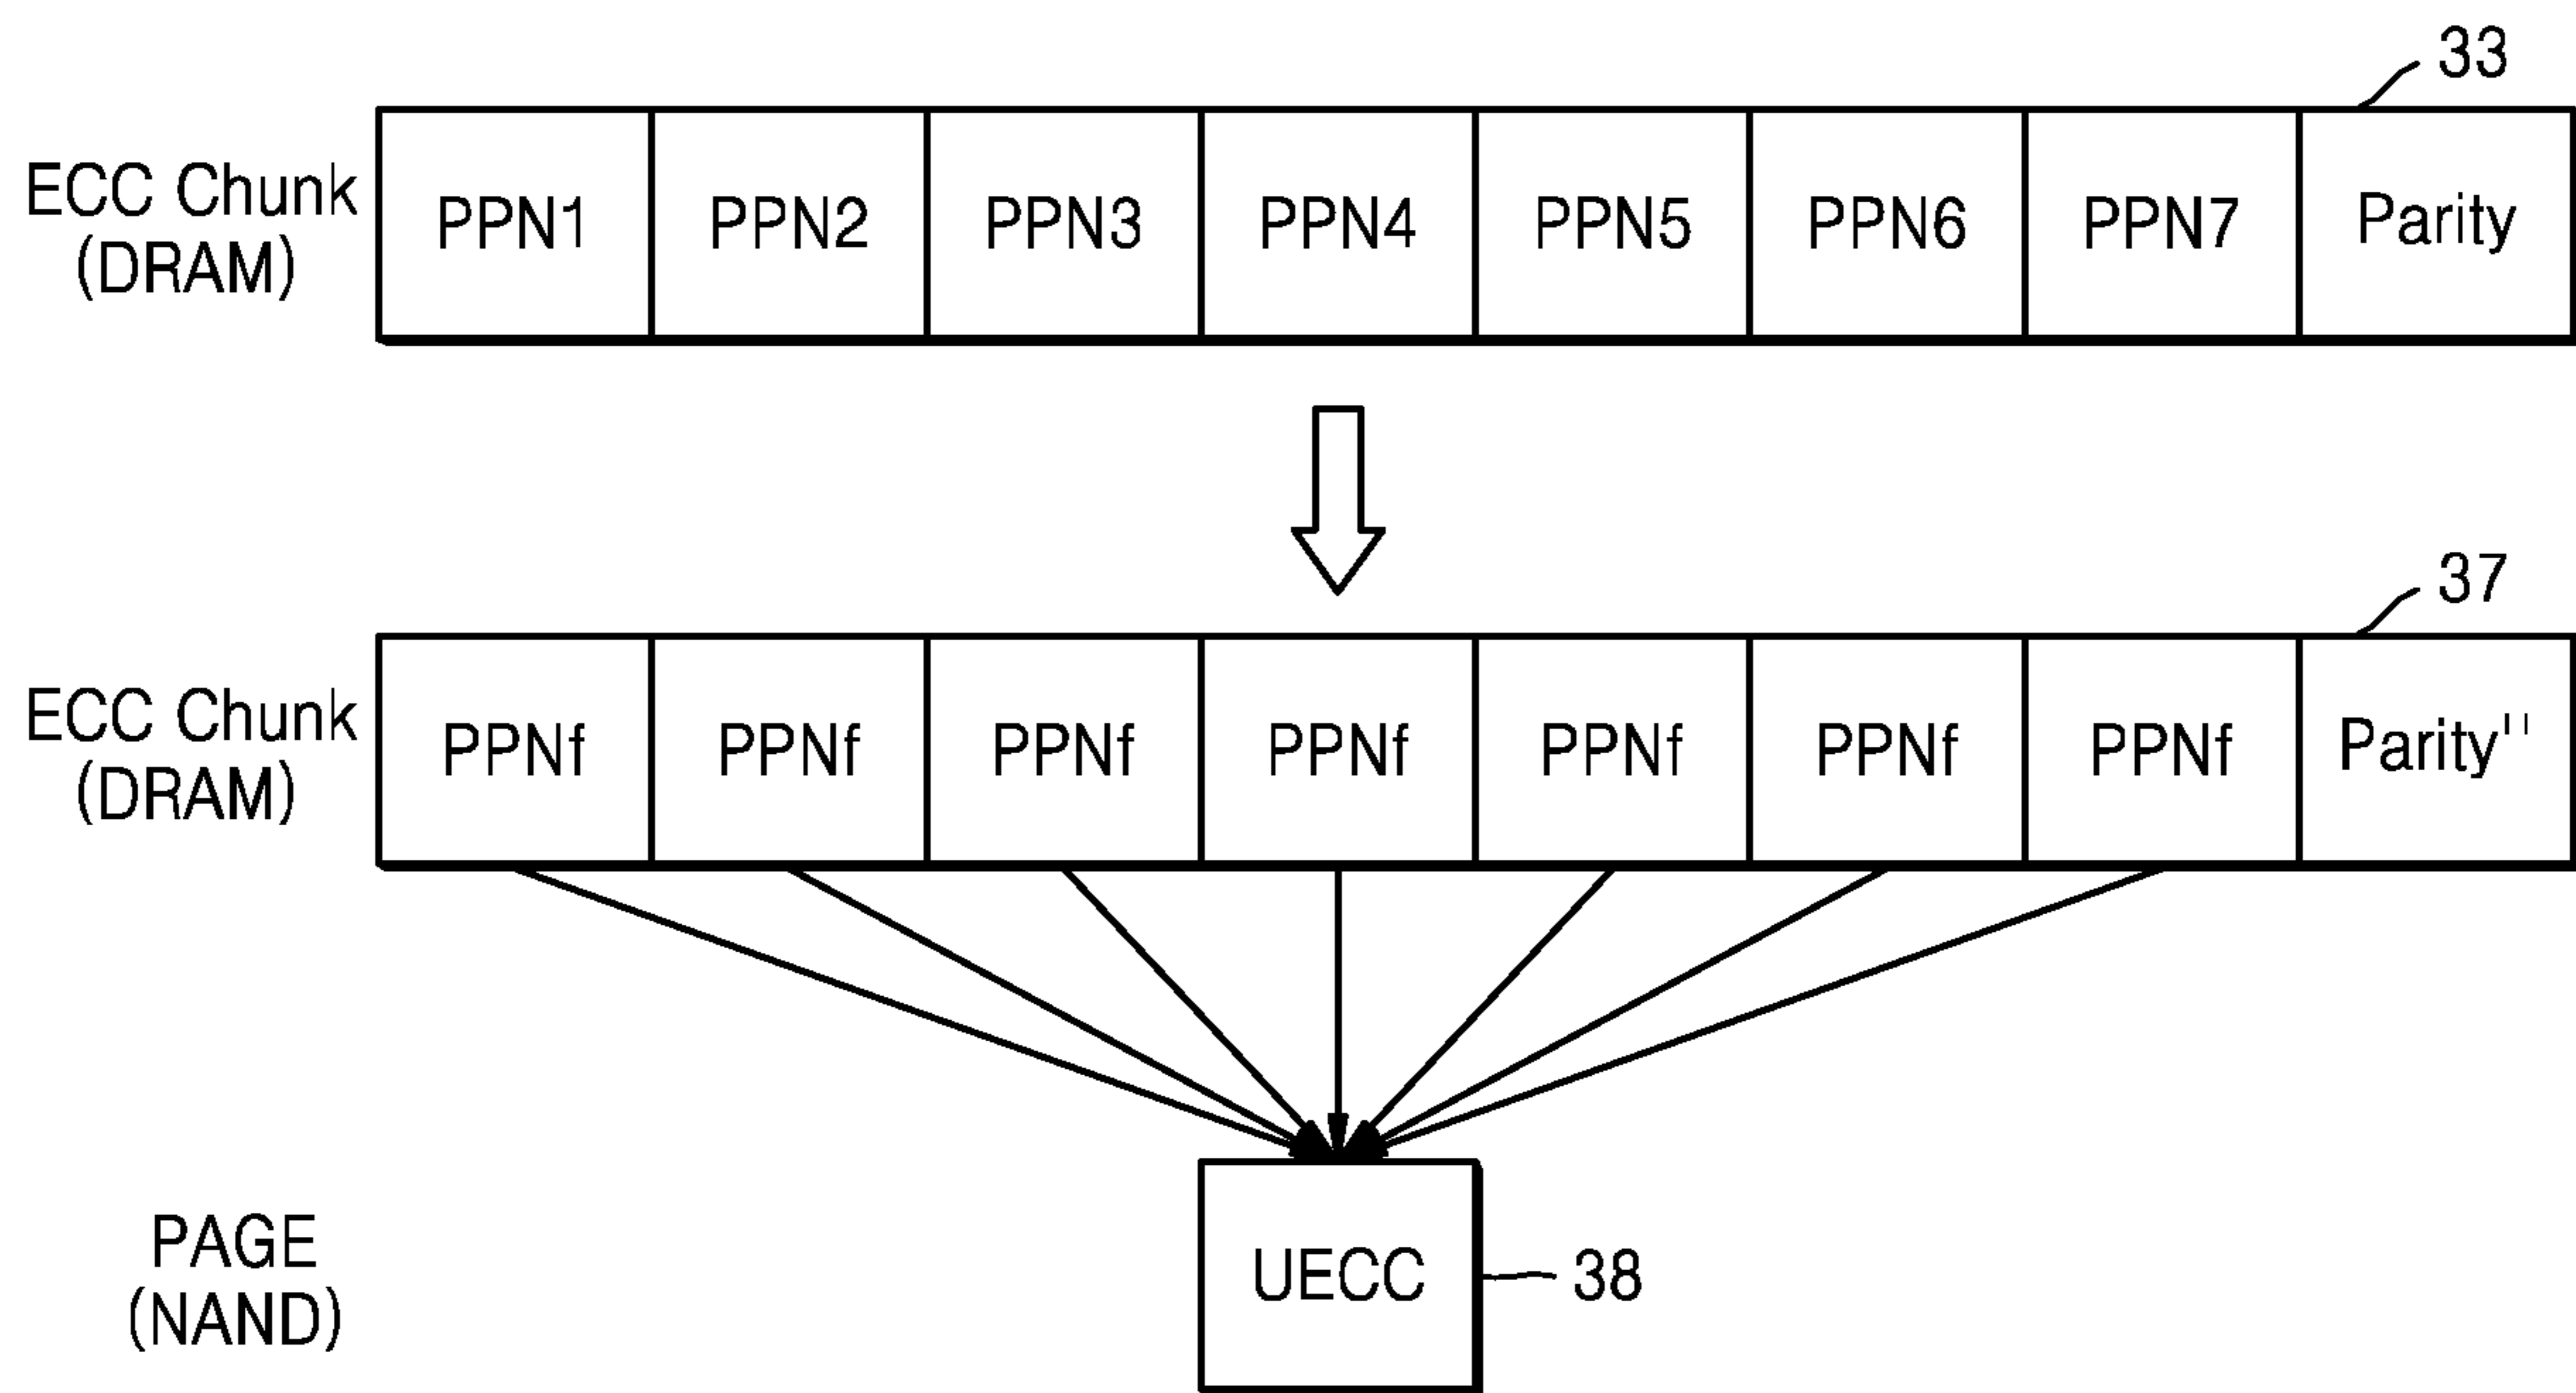 33
ECC Chunk
(DRAM)
PPN1 PPN2 PPN3 PPN4 PPN5 PPN6 PPN7 Parity
37
ECC Chunk
(DRAM)
PPNf PPNf PPNf PPNf PPNf PPNf PPNf Parity''
PAGE
(NAND)
UECC
38